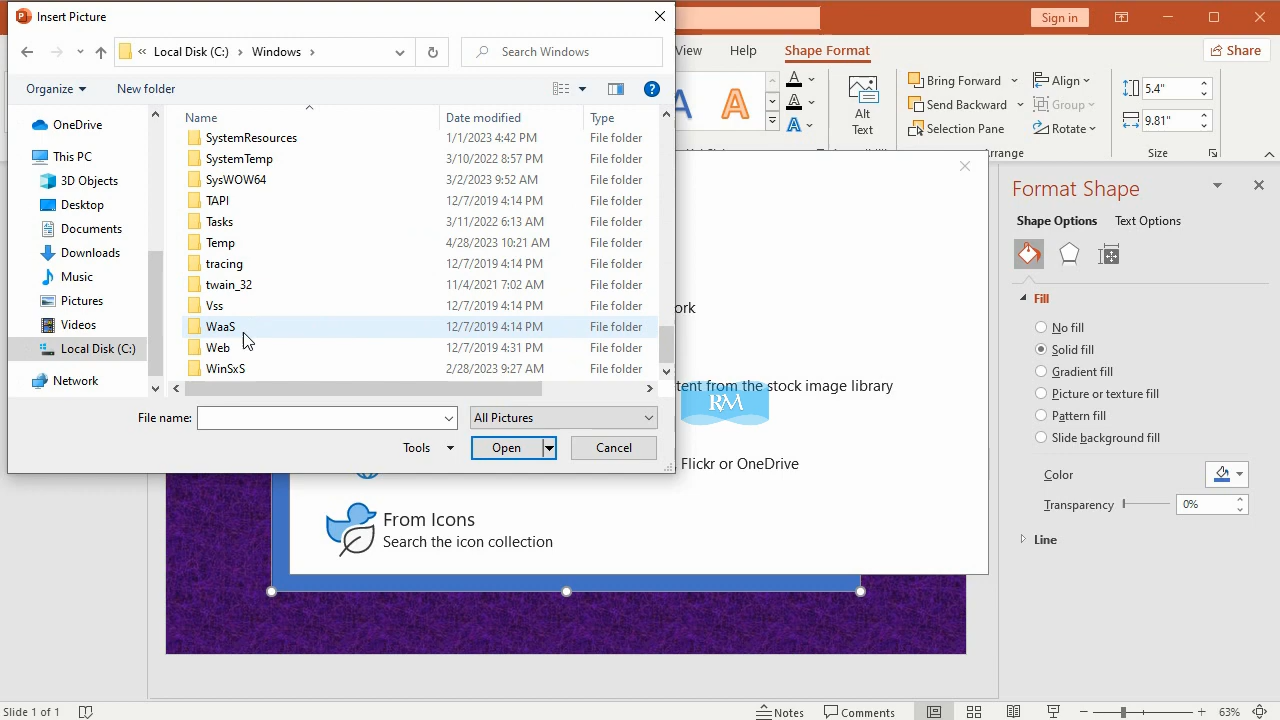 Insert Picture
Sign in
« Local Disk (C:) › Windows ›
Search Windows
View Help Shape Format
Share
Organize New folder
Bring Forward Align
Send Backward Group
Selection Pane Rotate
Alt
Text
5.4"
9.81"
Arrange
Size
OneDrive
This PC
3D Objects
Desktop
Documents
Downloads
Music
Pictures
Videos
Local Disk (C:)
Network
Name Date modified Type
SystemResources 1/1/2023 4:42 PM File folder
SystemTemp 3/10/2022 8:57 PM File folder
SysWOW64 3/2/2023 9:52 AM File folder
TAPI 12/7/2019 4:14 PM File folder
Tasks 3/11/2022 6:13 AM File folder
Temp 4/28/2023 10:21 AM File folder
tracing 12/7/2019 4:14 PM File folder
twain_32 11/4/2021 7:02 AM File folder
Vss 12/7/2019 4:14 PM File folder
WaaS 12/7/2019 4:14 PM File folder
Web 12/7/2019 4:31 PM File folder
WinSxS 2/28/2023 9:27 AM File folder
File name: All Pictures
Tools Open Cancel
ork
tent from the stock image library
RM
, Flickr or OneDrive
From Icons
Search the icon collection
Format Shape
Shape Options Text Options
Fill
No fill
Solid fill
Gradient fill
Picture or texture fill
Pattern fill
Slide background fill
Color
Transparency 0%
Line
Slide 1 of 1
Notes Comments
63%